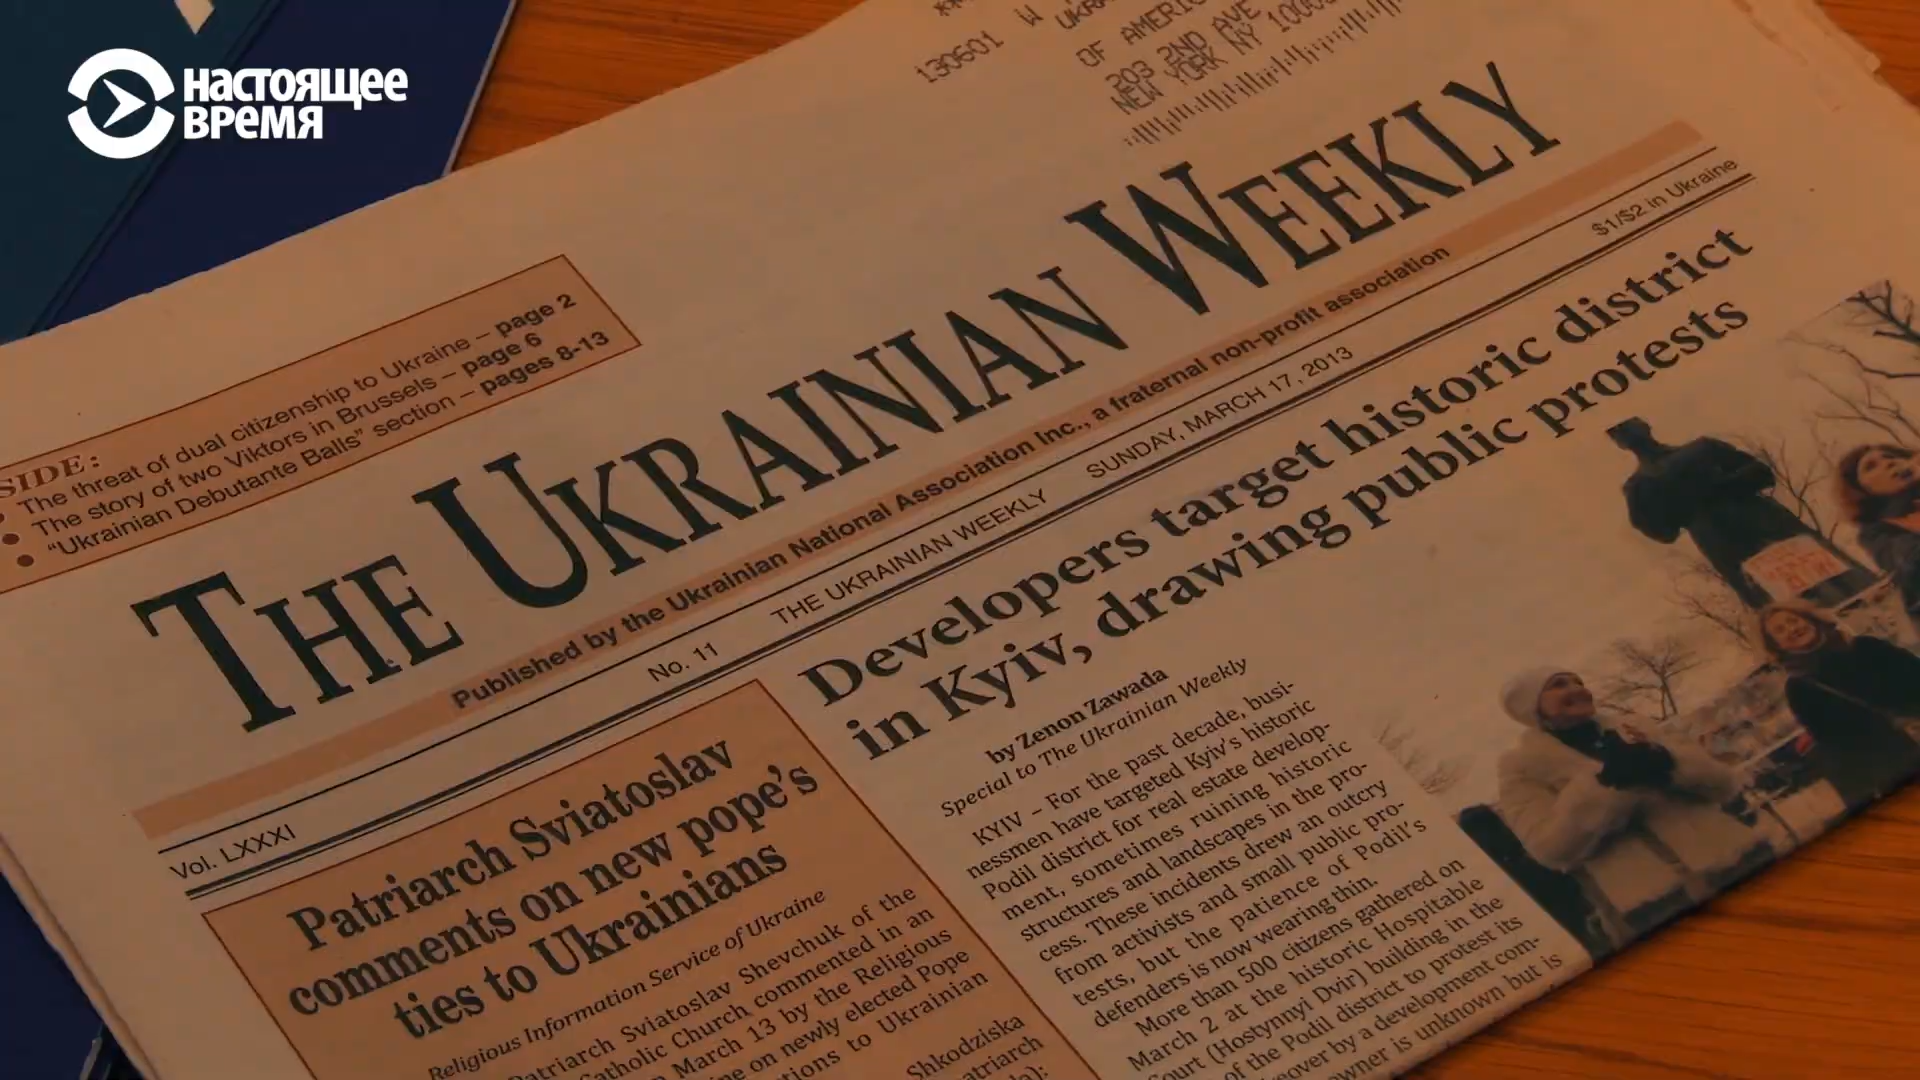 НАСТОЯЩЕЕ
ВРЕМЯ
130601 W
OF AMERIC
203 2ND AVE
NEW YORK NY
SIDE:
The threat of dual citizenship to Ukraine – page 2
The story of two Viktors in Brussels – page 6
“Ukrainian Debutante Balls” section – pages 8-13
THE UKRAINIAN WEEKLY
Published by the Ukrainian National Association Inc., a fraternal non-profit association
Vol. LXXXI No. 11 THE UKRAINIAN WEEKLY SUNDAY, MARCH 17, 2013 $1/$2 in Ukraine
Patriarch Sviatoslav
comments on new pope’s
ties to Ukrainians
Religious Information Service of Ukraine
Patriarch Sviatoslav Shevchuk of the
Catholic Church commented in an
March 13 by the Religious
on newly elected Pope
to Ukrainian
Shkodziska
Developers target historic district
in Kyiv, drawing public protests
by Zenon Zawada
Special to The Ukrainian Weekly
KYIV – For the past decade, busi-
nessmen have targeted Kyiv’s historic
Podil district for real estate develop-
ment, sometimes ruining historic
structures and landscapes in the pro-
cess. These incidents drew an outcry
from activists and small public pro-
tests, but the patience of Podil’s
defenders is now wearing thin.
More than 500 citizens gathered on
March 2 at the historic Hospitable
Court (Hostynnyi Dvir) building in the
of the Podil district to protest its
over by a development com-
owner is unknown but is